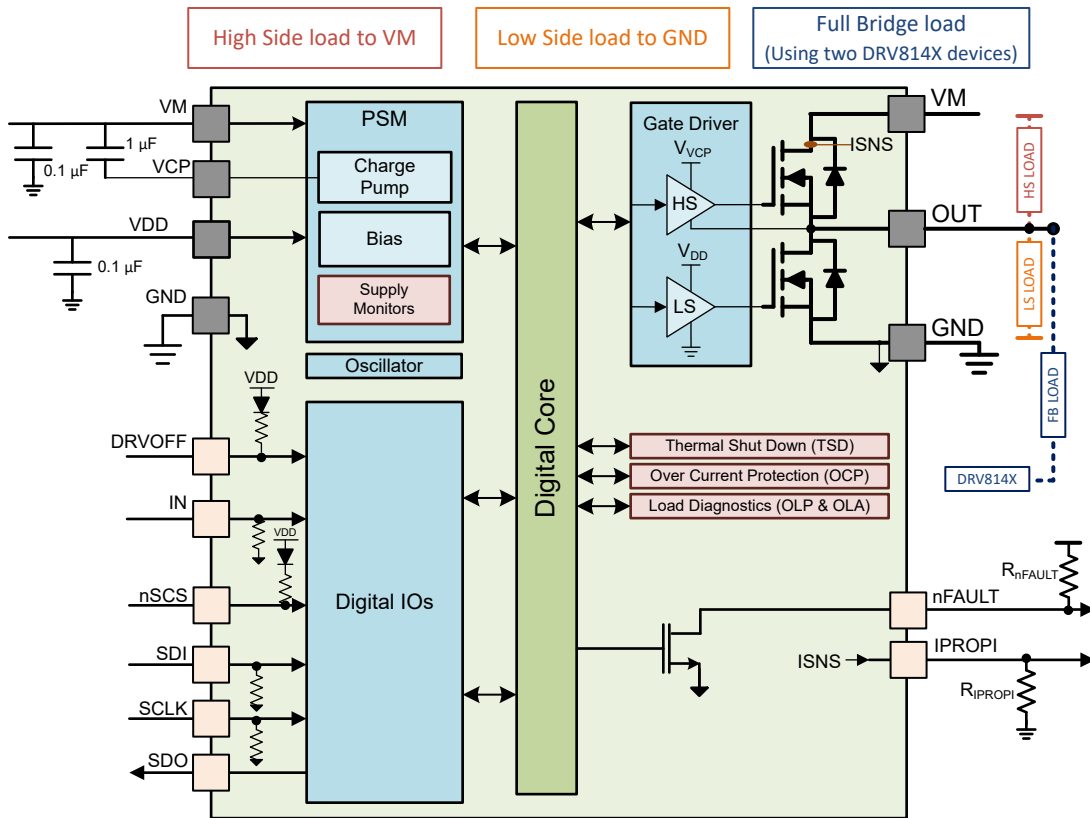 High Side load to VM
Low Side load to GND
Full Bridge load
(Using two DRV814X devices)
VM
1 µF
0.1 µF
VCP
VDD
0.1 µF
GND
PSM
Charge
Pump
Bias
Supply
Monitors
Oscillator
VDD
DRVOFF
IN
VDD
nSCS
SDI
SCLK
SDO
Digital IOs
Digital Core
Gate Driver
VVCP
HS
VDD
LS
ISNS
VM
OUT
GND
HS LOAD
LS LOAD
FB LOAD
DRV814X
Thermal Shut Down (TSD)
Over Current Protection (OCP)
Load Diagnostics (OLP & OLA)
RnFAULT
nFAULT
ISNS
IPROPI
RIPROPI